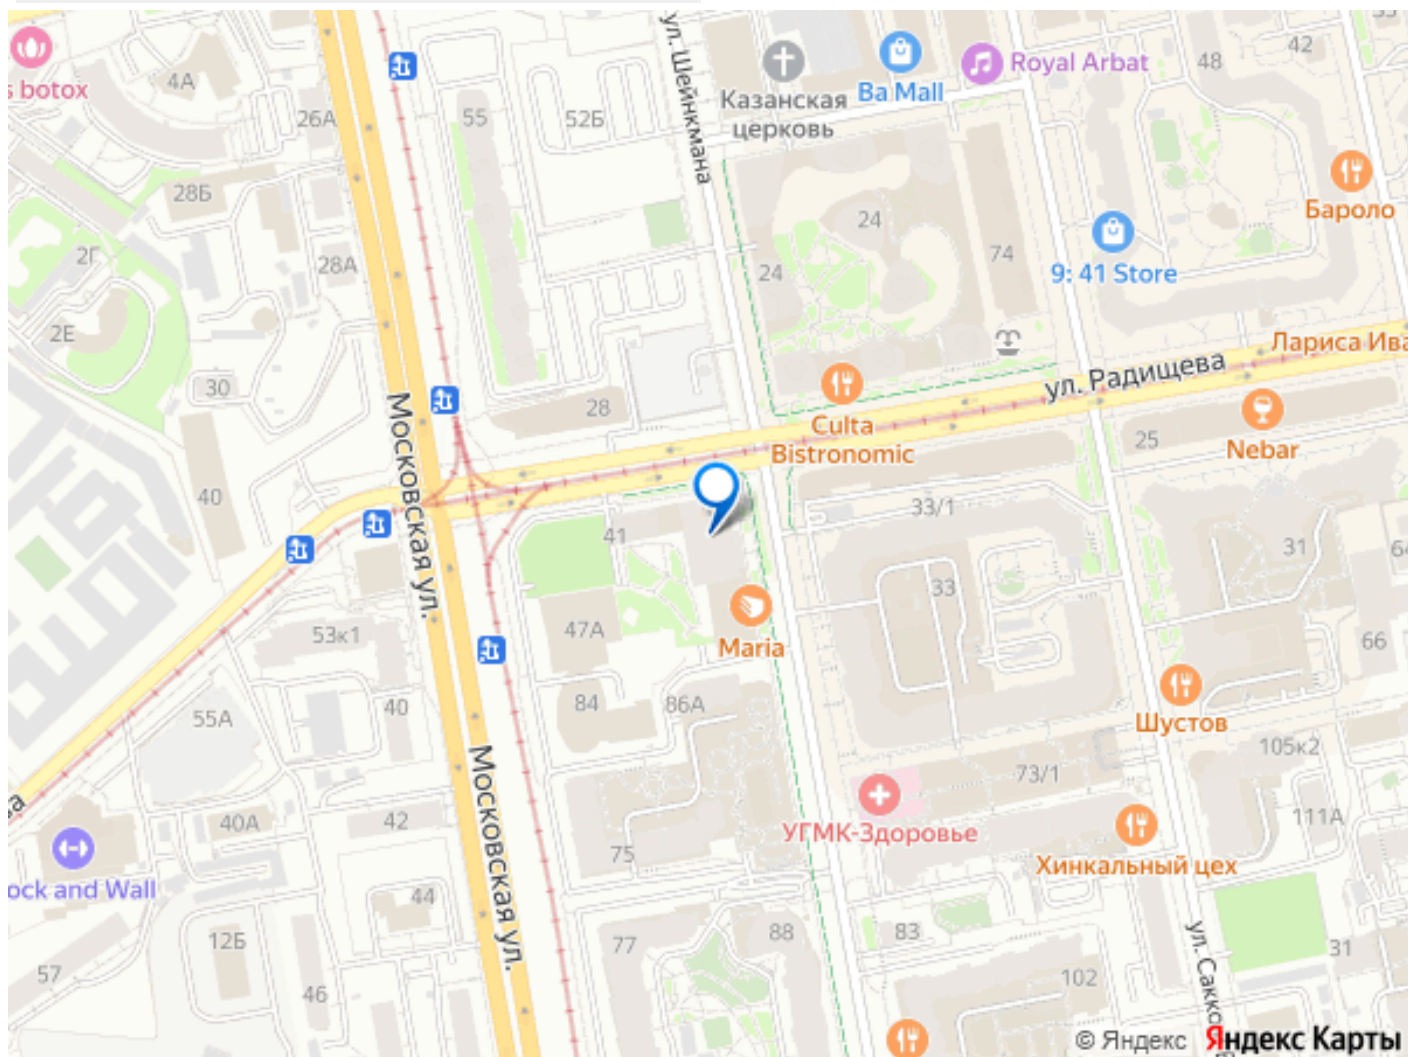 s botox
4А
26А
55
52Б
ул. Шейнкмана
Казанская
церковь
Ba Mall
Royal Arbat
48
42
Бароло
28Б
2Г
28А
2Е
24
24
74
9: 41 Store
Лариса Ива
30
28
ул. Радищева
Culta
Bistronomic
25
Nebar
Московская ул.
40
41
33/1
31
64
33
53к1
47А
Maria
66
55А
40
84
86А
Шустов
105к2
73/1
111А
Московская ул.
40А
42
УГМК-Здоровье
Хинкальный цех
ock and Wall
75
44
12Б
77
88
83
57
46
102
31
ул. Сакко
© Яндекс Яндекс Карты